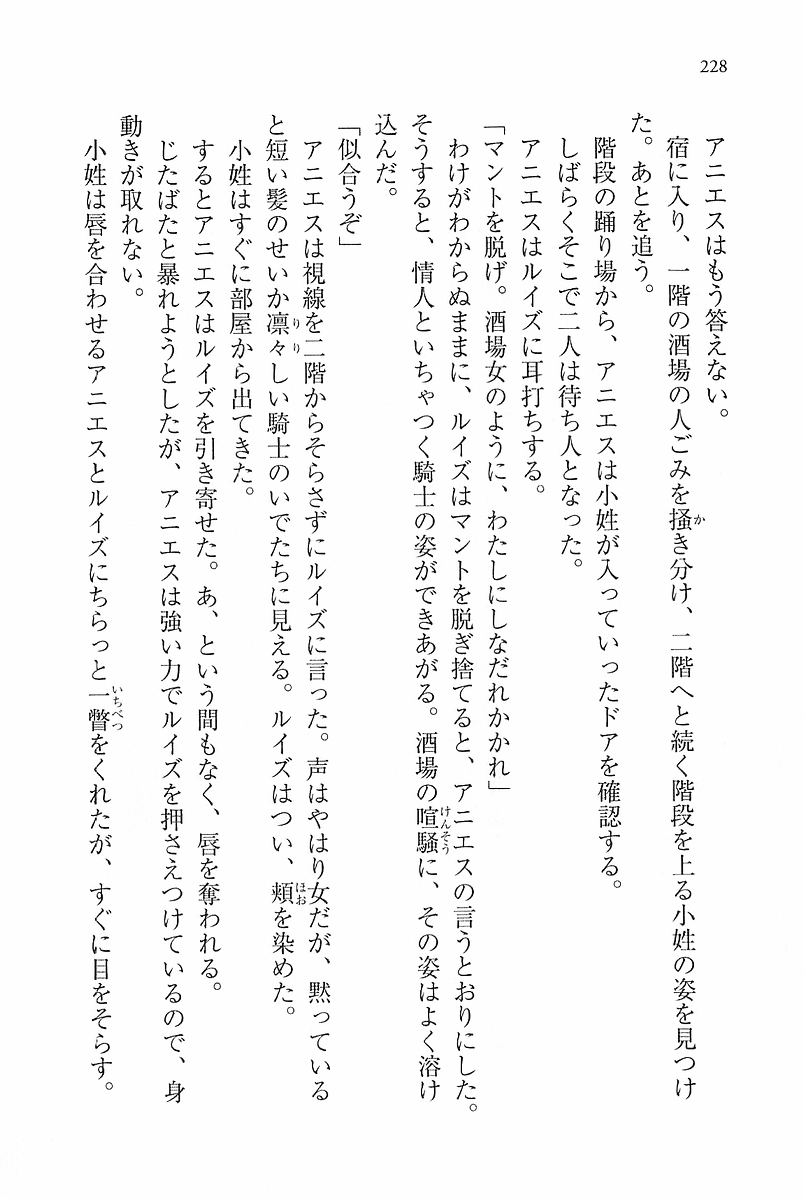 228
アニエスはもう答えない。
宿に入り、一階の酒場の人ごみを掻き分け、二階へと続く階段を上る小姓の姿を見つけ
た。あとを追う。
階段の踊り場から、アニエスは小姓が入っていったドアを確認する。
しばらくそこで二人は待ち人となった。
アニエスはルイズに耳打ちする。
「マントを脱げ。酒場女のように、わたしにしなだれかかれ」
わけがわからぬままに、ルイズはマントを脱ぎ捨てると、アニエスの言うとおりにした。
そうすると、情人といちゃつく騎士の姿ができあがる。酒場の喧騒に、その姿はよく溶け
込んだ。
「似合うぞ」
アニエスは視線を二階からそらさずにルイズに言った。声はやはり女だが、黙っている
と短い髪のせいか凛々しい騎士のいでたちに見える。ルイズはつい、頬を染めた。
小姓はすぐに部屋から出てきた。
するとアニエスはルイズを引き寄せた。あ、という間もなく、唇を奪われる。
じたばたと暴れようとしたが、アニエスは強い力でルイズを押さえつけているので、身
動きが取れない。
小姓は唇を合わせるアニエスとルイズにちらっと一瞥をくれたが、すぐに目をそらす。